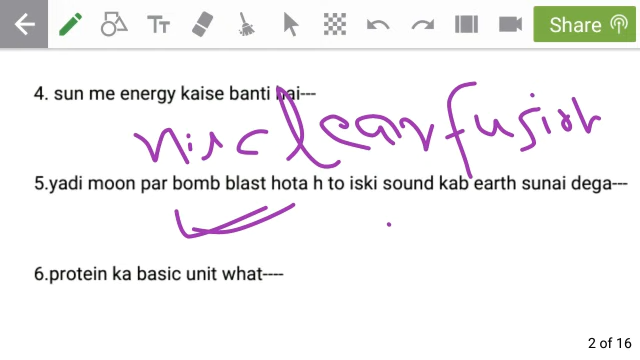 Share
4. sun me energy kaise banti hai---
nuclear fusion
5.yadi moon par bomb blast hota h to iski sound kab earth sunai dega---
6.protein ka basic unit what----
2 of 16